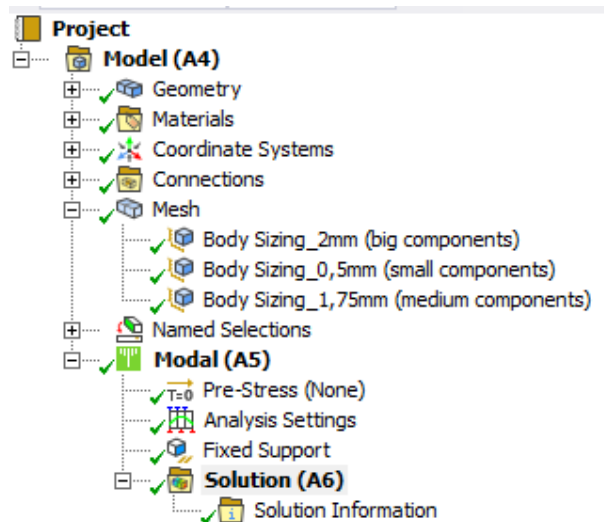 Project
Model (A4)
Geometry
Materials
Coordinate Systems
Connections
Mesh
Body Sizing_2mm (big components)
Body Sizing_0,5mm (small components)
Body Sizing_1,75mm (medium components)
Named Selections
Modal (A5)
T=0 Pre-Stress (None)
Analysis Settings
Fixed Support
Solution (A6)
Solution Information